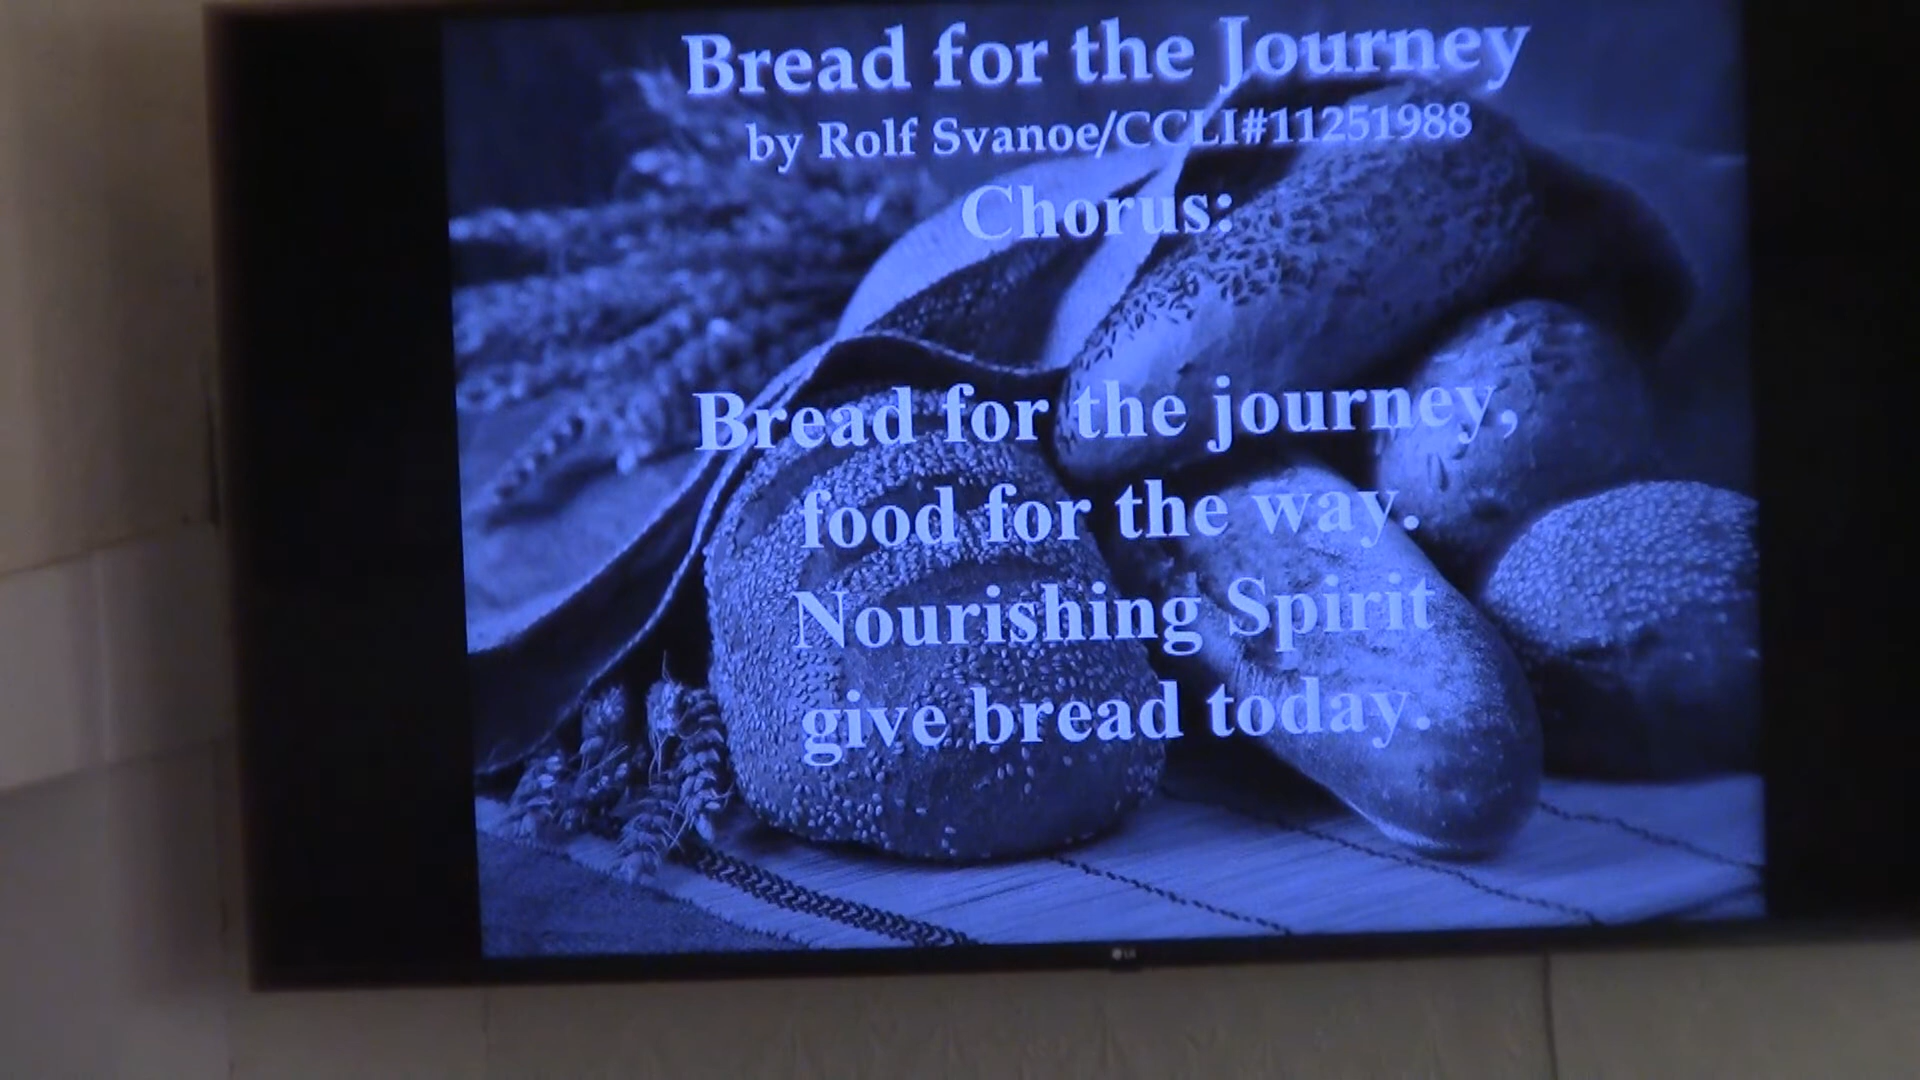 Bread for the Journey
by Rolf Svanoe/CCLI#11251988
Chorus:
Bread for the journey,
food for the way.
Nourishing Spirit
give bread today.
LG